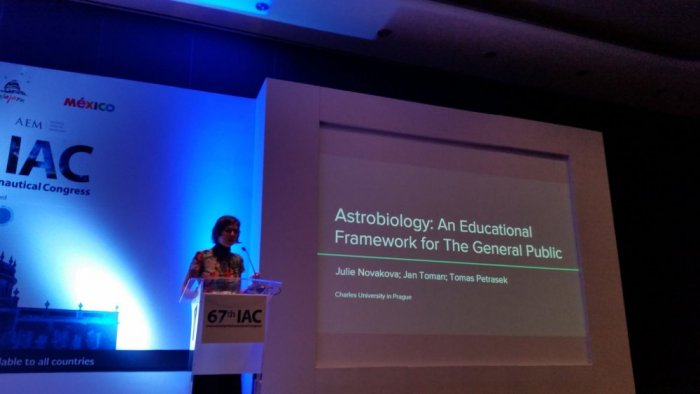 MéXICO
AEM
IAC
nautical Congress
lable to all countries
67th IAC
Astrobiology: An Educational
Framework for The General Public
Julie Novakova; Jan Toman; Tomas Petrasek
Charles University in Prague